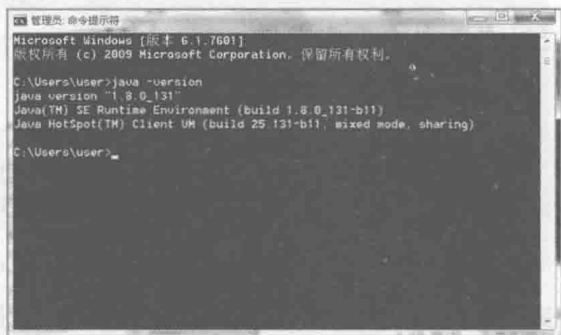 管理员: 命令提示符
Microsoft Windows [版本 6.1.7601]
版权所有 (c) 2009 Microsoft Corporation。保留所有权利。
C:\Users\user>java -version
java version "1.8.0_131"
Java(TM) SE Runtime Environment (build 1.8.0_131-b11)
Java HotSpot(TM) Client VM (build 25.131-b11, mixed mode, sharing)
C:\Users\user>_